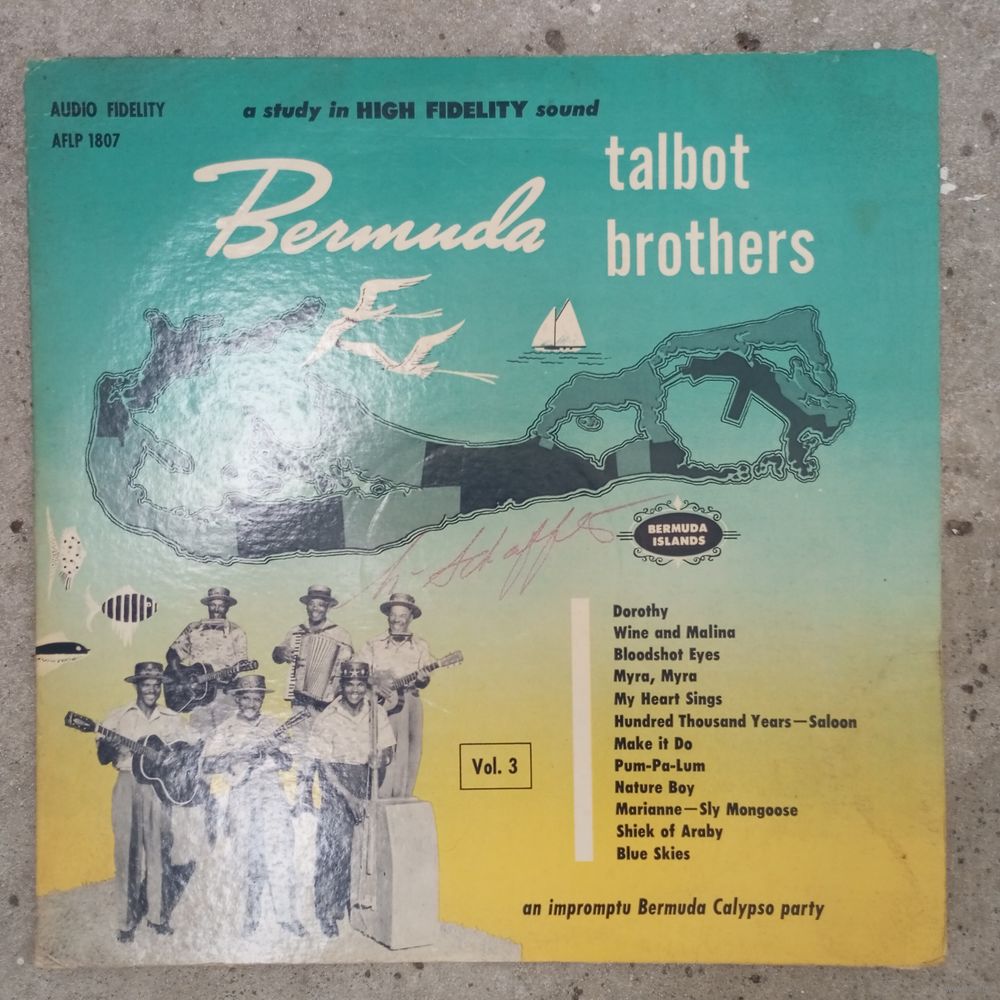 AUDIO FIDELITY
AFLP 1807
a study in HIGH FIDELITY sound
Bermuda
talbot
brothers
BERMUDA
ISLANDS
Dorothy
Wine and Malina
Bloodshot Eyes
Myra, Myra
My Heart Sings
Hundred Thousand Years—Saloon
Make it Do
Pum-Pa-Lum
Nature Boy
Marianne—Sly Mongoose
Shiek of Araby
Blue Skies
Vol. 3
an impromptu Bermuda Calypso party